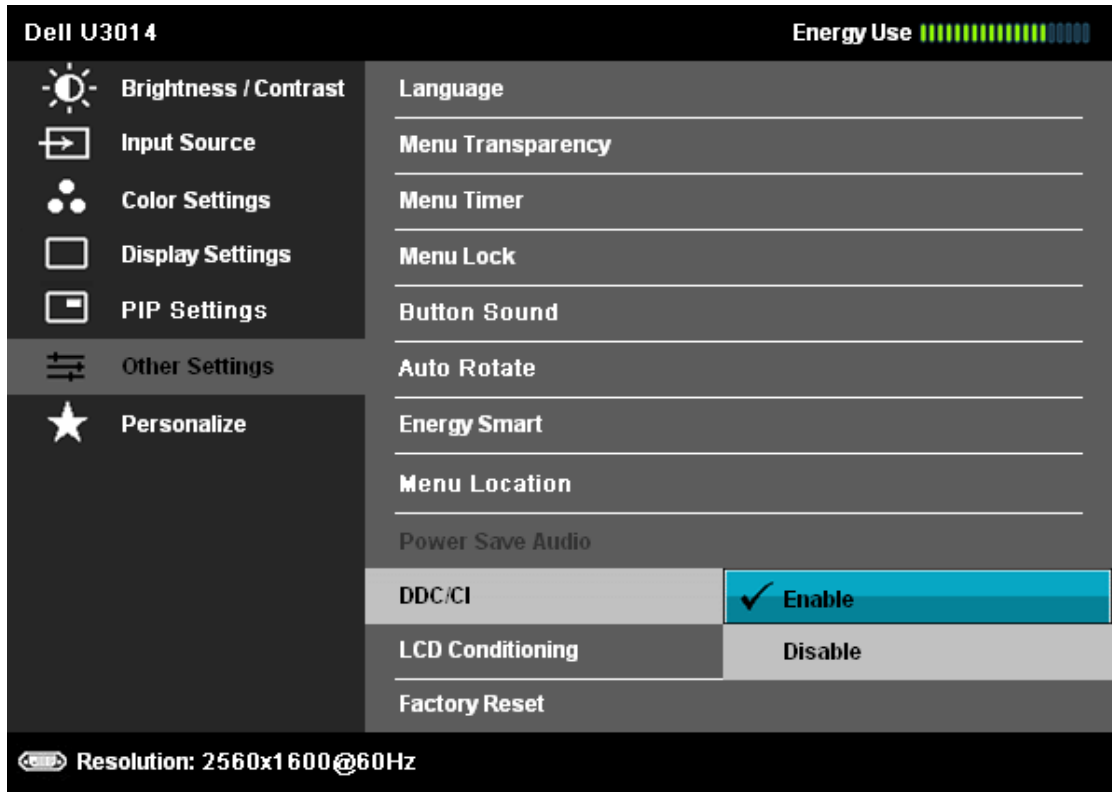 Dell U3014 Energy Use
Brightness / Contrast Language
Input Source Menu Transparency
Color Settings Menu Timer
Display Settings Menu Lock
PIP Settings Button Sound
Other Settings Auto Rotate
Personalize Energy Smart
Menu Location
Power Save Audio
DDC/CI Enable
LCD Conditioning Disable
Factory Reset
Resolution: 2560x1600@60Hz